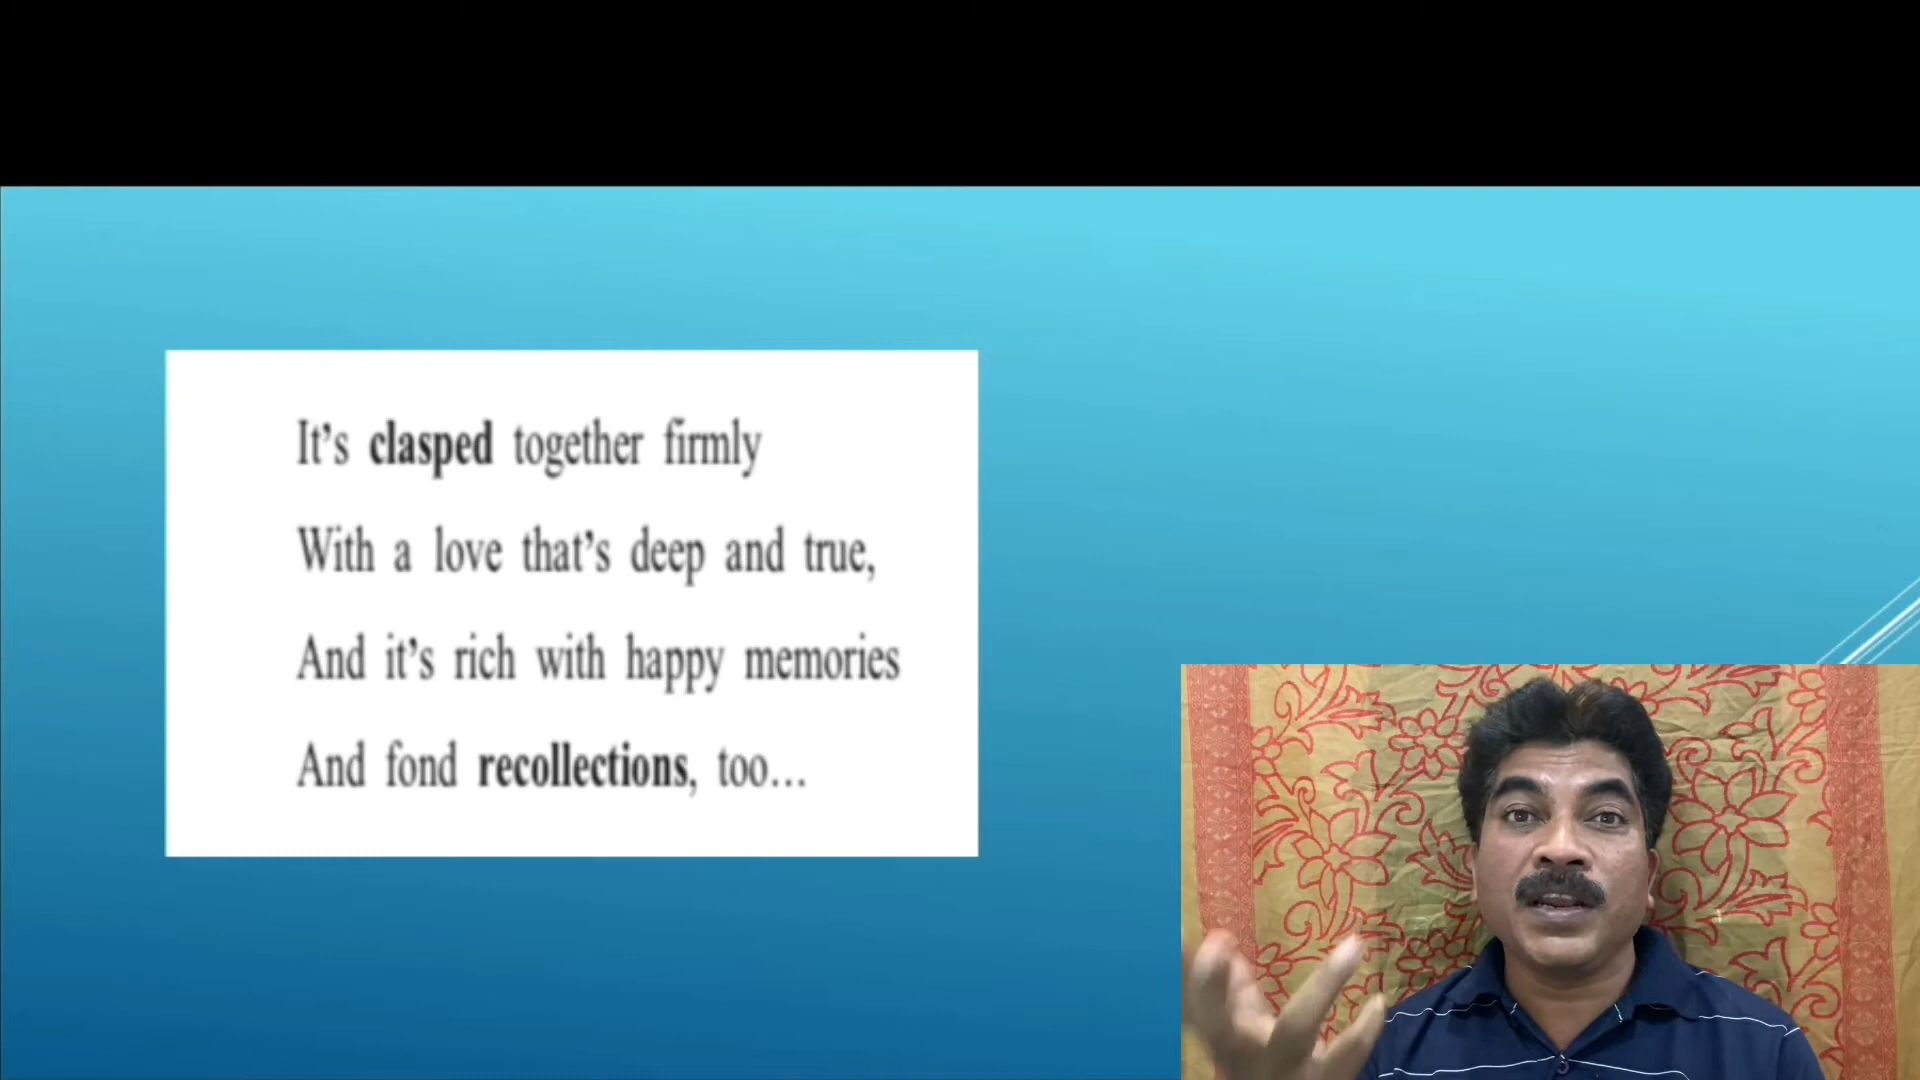 It’s clasped together firmly
With a love that’s deep and true,
And it’s rich with happy memories
And fond recollections, too...